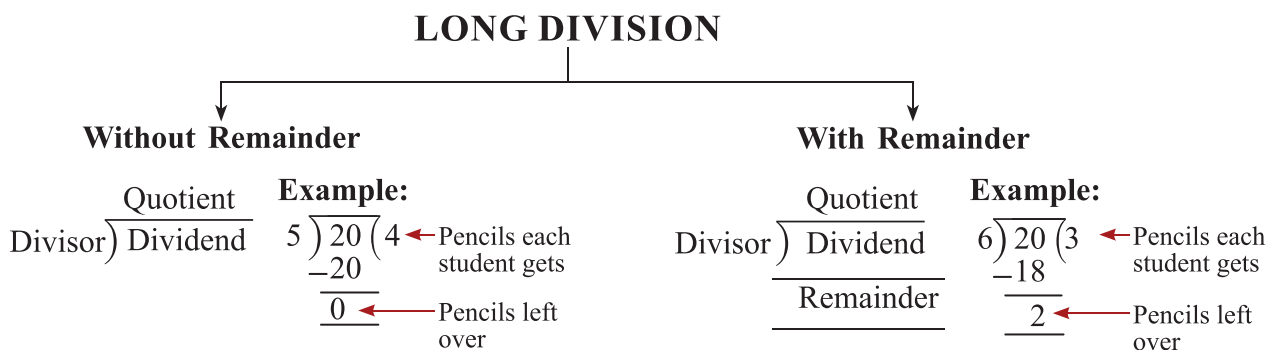 LONG DIVISION
Without Remainder
Quotient
Divisor) Dividend
Example:
5 ) 20 ( 4
Pencils each
student gets
–20
0
Pencils left
over
With Remainder
Quotient
Divisor) Dividend
Remainder
Example:
6) 20 (3
Pencils each
student gets
–18
2
Pencils left
over